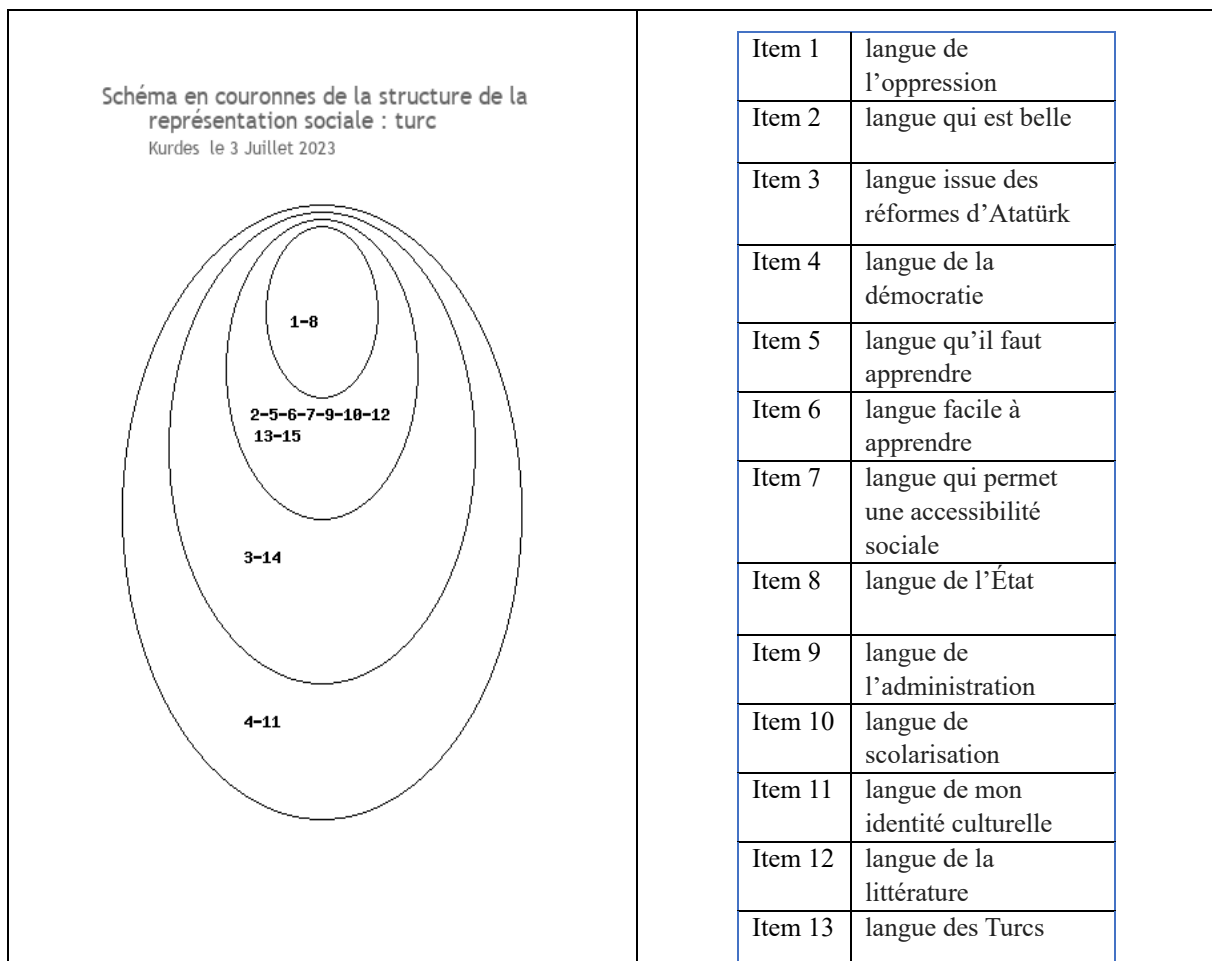 Schéma en couronnes de la structure de la
représentation sociale : turc
Kurdes le 3 Juillet 2023
1-8
2-5-6-7-9-10-12
13-15
3-14
4-11
Item 1 langue de
l’oppression
Item 2 langue qui est belle
Item 3 langue issue des
réformes d’Atatürk
Item 4 langue de la
démocratie
Item 5 langue qu’il faut
apprendre
Item 6 langue facile à
apprendre
Item 7 langue qui permet
une accessibilité
sociale
Item 8 langue de l’État
Item 9 langue de
l’administration
Item 10 langue de
scolarisation
Item 11 langue de mon
identité culturelle
Item 12 langue de la
littérature
Item 13 langue des Turcs